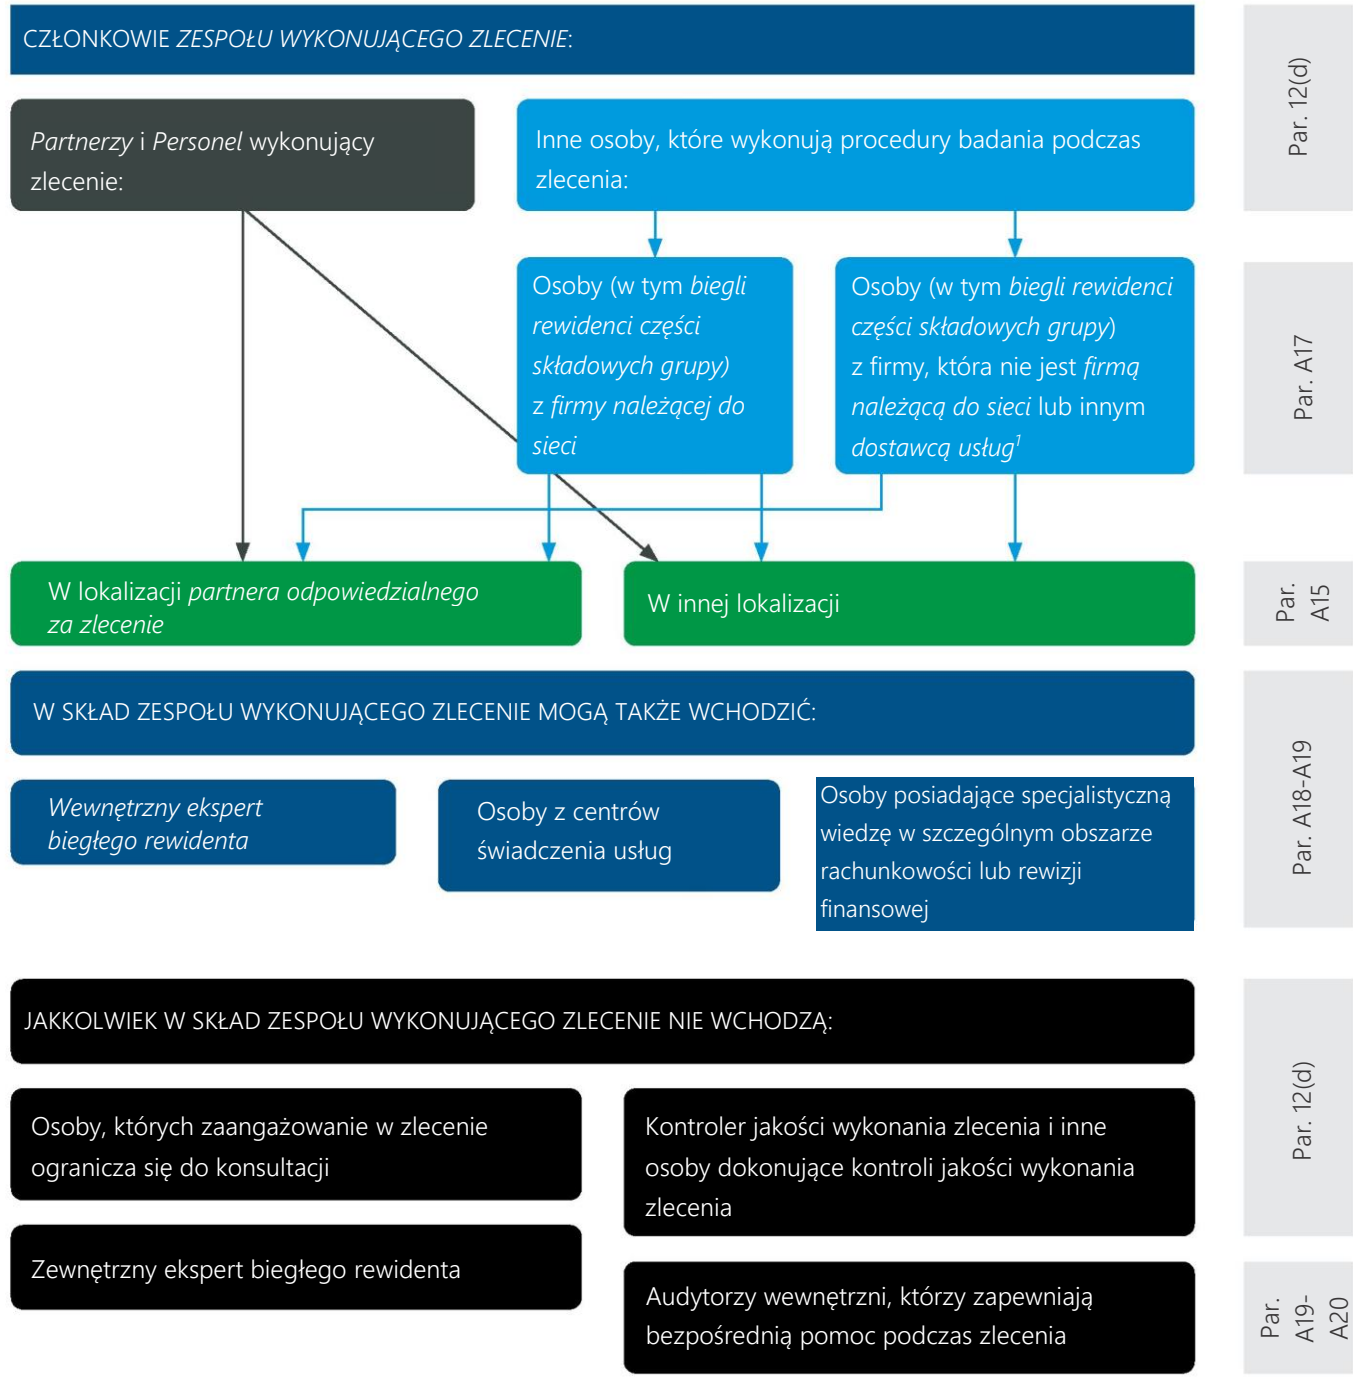 CZŁONKOWIE ZESPOŁU WYKONUJĄCEGO ZLECENIE:
Par. 12(d)
Partnerzy i Personel wykonujący
zlecenie:
Inne osoby, które wykonują procedury badania podczas
zlecenia:
Osoby (w tym biegli
rewidenci części
składowych grupy)
z firmy należącej do
sieci
Osoby (w tym biegli rewidenci
części składowych grupy)
z firmy, która nie jest firmą
należącą do sieci lub innym
dostawcą usług¹
Par. A17
W lokalizacji partnera odpowiedzialnego
za zlecenie
W innej lokalizacji
Par.
A15
W SKŁAD ZESPOŁU WYKONUJĄCEGO ZLECENIE MOGĄ TAKŻE WCHODZIĆ:
Par. A18-A19
Wewnętrzny ekspert
biegłego rewidenta
Osoby z centrów
świadczenia usług
Osoby posiadające specjalistyczną
wiedzę w szczególnym obszarze
rachunkowości lub rewizji
finansowej
JAKKOLWIEK W SKŁAD ZESPOŁU WYKONUJĄCEGO ZLECENIE NIE WCHODZĄ:
Par. 12(d)
Osoby, których zaangażowanie w zlecenie
ogranicza się do konsultacji
Kontroler jakości wykonania zlecenia i inne
osoby dokonujące kontroli jakości wykonania
zlecenia
Zewnętrzny ekspert biegłego rewidenta
Audytorzy wewnętrzni, którzy zapewniają
bezpośrednią pomoc podczas zlecenia
Par.
A19-
A20